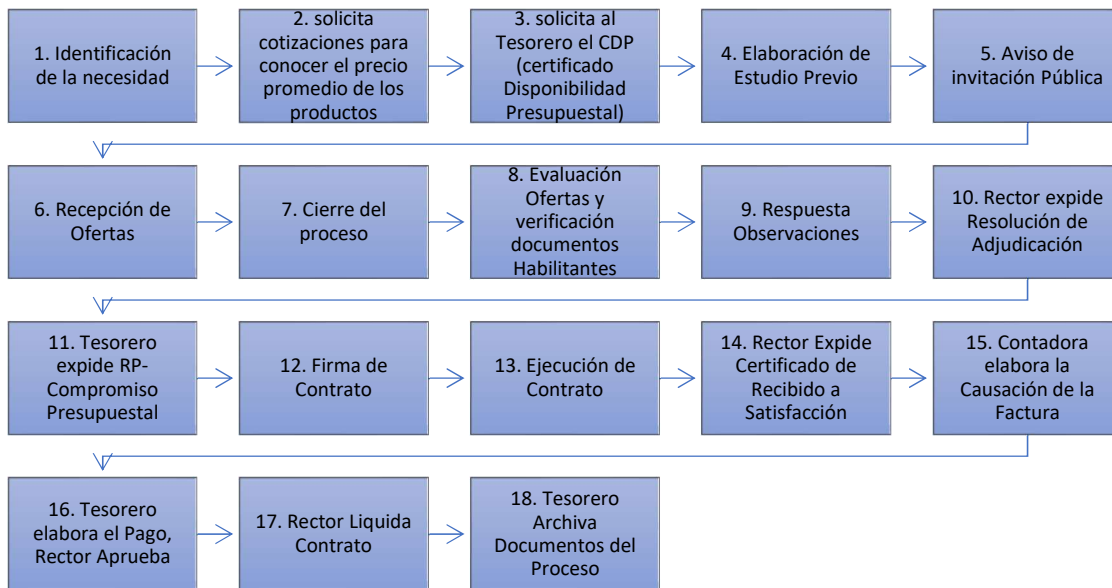 1. Identificación
de la necesidad
2. solicita
cotizaciones para
conocer el precio
promedio de los
productos
3. solicita al
Tesorero el CDP
(certificado
Disponibilidad
Presupuestal)
4. Elaboración de
Estudio Previo
5. Aviso de
invitación Pública
6. Recepción de
Ofertas
7. Cierre del
proceso
8. Evaluación
Ofertas y
verificación
documentos
Habilitantes
9. Respuesta
Observaciones
10. Rector expide
Resolución de
Adjudicación
11. Tesorero
expide RP-
Compromiso
Presupuestal
12. Firma de
Contrato
13. Ejecución de
Contrato
14. Rector Expide
Certificado de
Recibido a
Satisfacción
15. Contadora
elabora la
Causación de la
Factura
16. Tesorero
elabora el Pago,
Rector Aprueba
17. Rector Liquida
Contrato
18. Tesorero
Archiva
Documentos del
Proceso